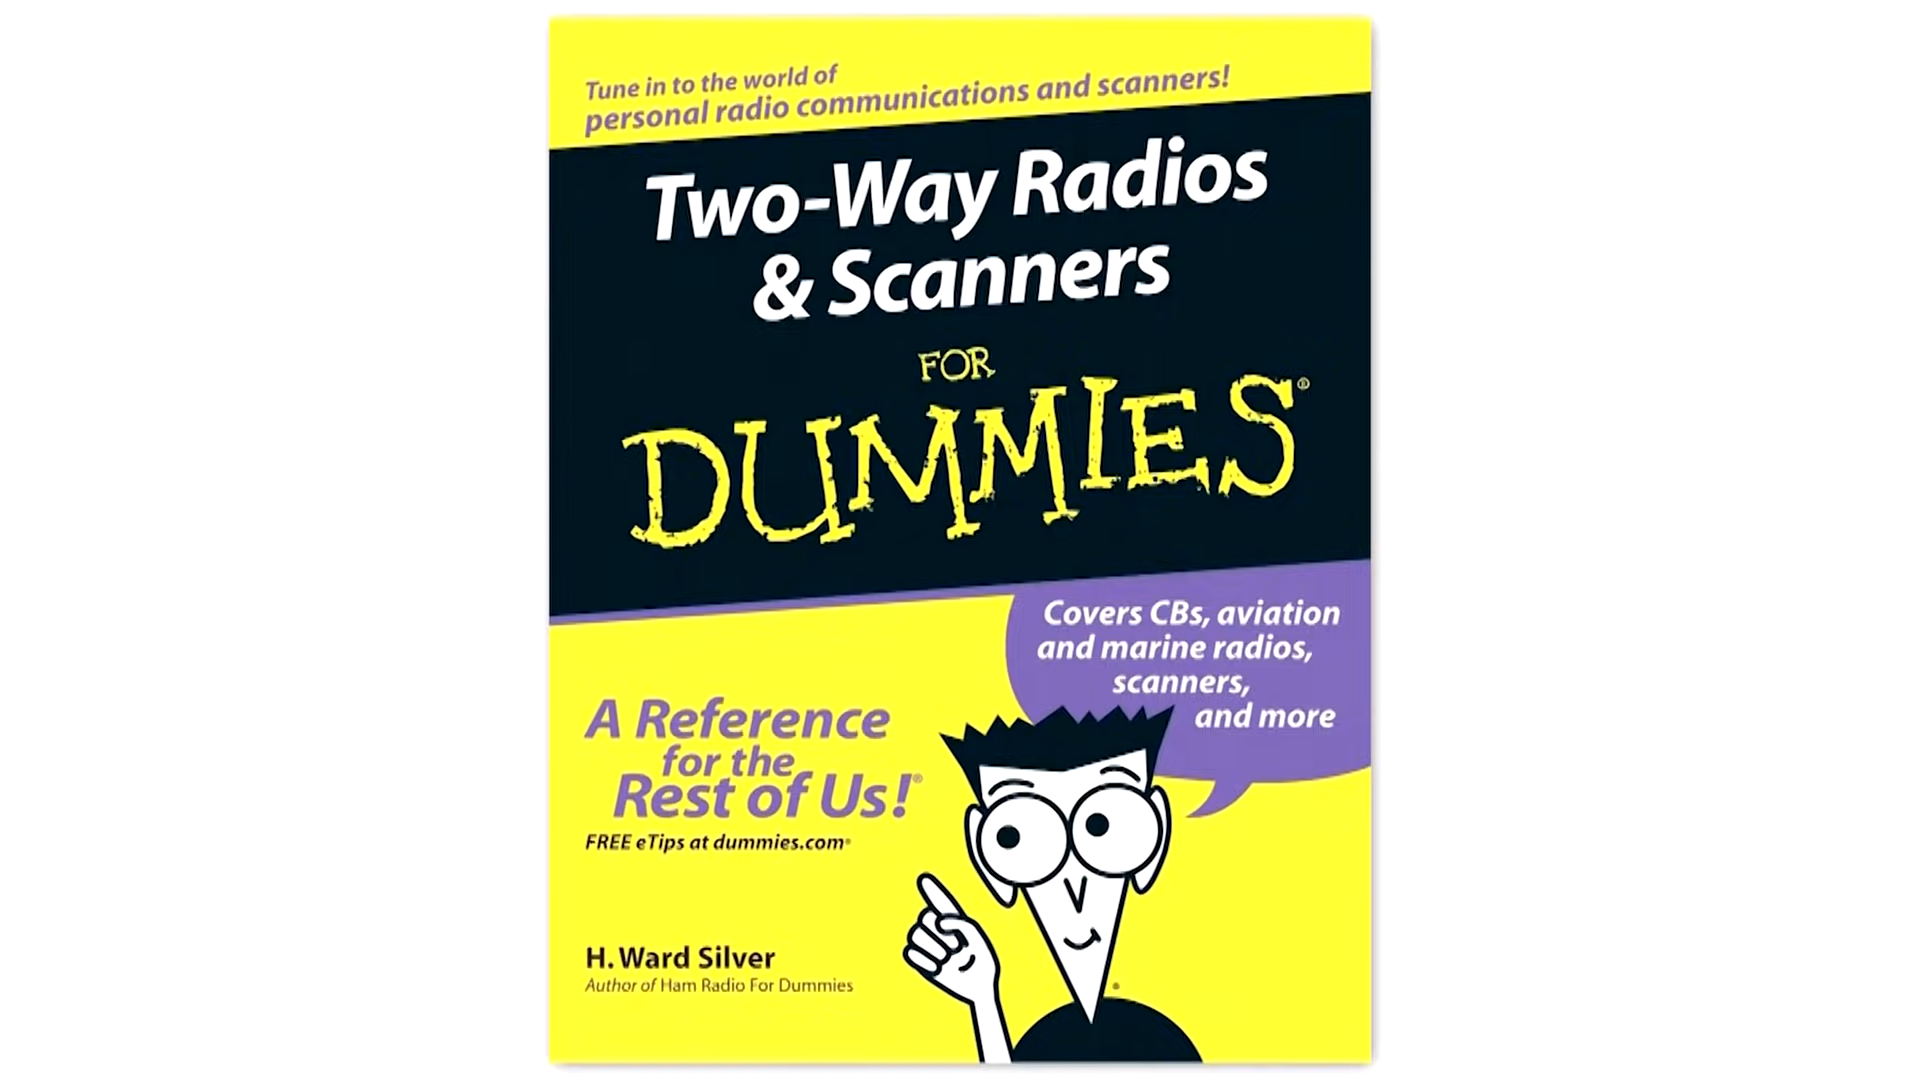 Tune in to the world of
personal radio communications and scanners!
Two-Way Radios
& Scanners
FOR
DUMMIES®
Covers CBs, aviation
and marine radios,
scanners,
and more
A Reference
for the
Rest of Us!®
FREE eTips at dummies.com®
H. Ward Silver
Author of Ham Radio For Dummies
®